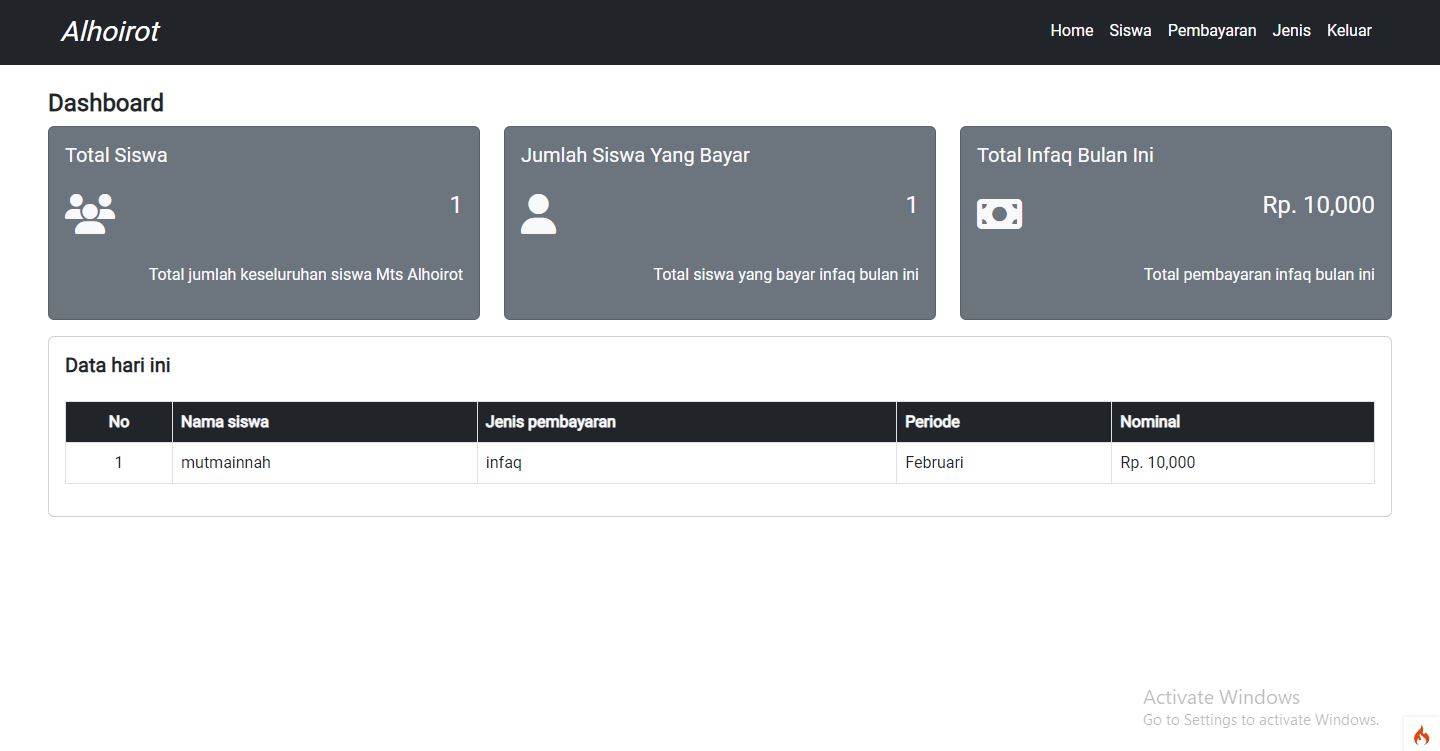 Alhoirot
Home Siswa Pembayaran Jenis Keluar
Dashboard
Total Siswa
1
Total jumlah keseluruhan siswa Mts Alhoirot
Jumlah Siswa Yang Bayar
1
Total siswa yang bayar infaq bulan ini
Total Infaq Bulan Ini
Rp. 10,000
Total pembayaran infaq bulan ini
Data hari ini
No Nama siswa Jenis pembayaran Periode Nominal
1 mutmainnah infaq Februari Rp. 10,000
Activate Windows
Go to Settings to activate Windows.